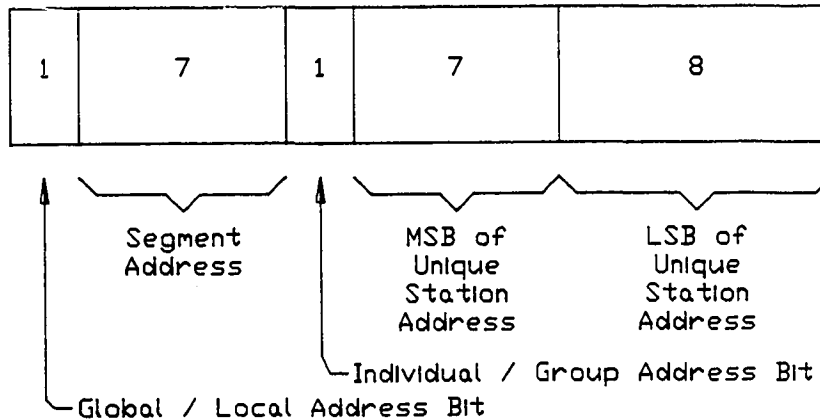 1 7 1 7 8
Segment
Address
MSB of
Unique
Station
Address
LSB of
Unique
Station
Address
Individual / Group Address Bit
Global / Local Address Bit